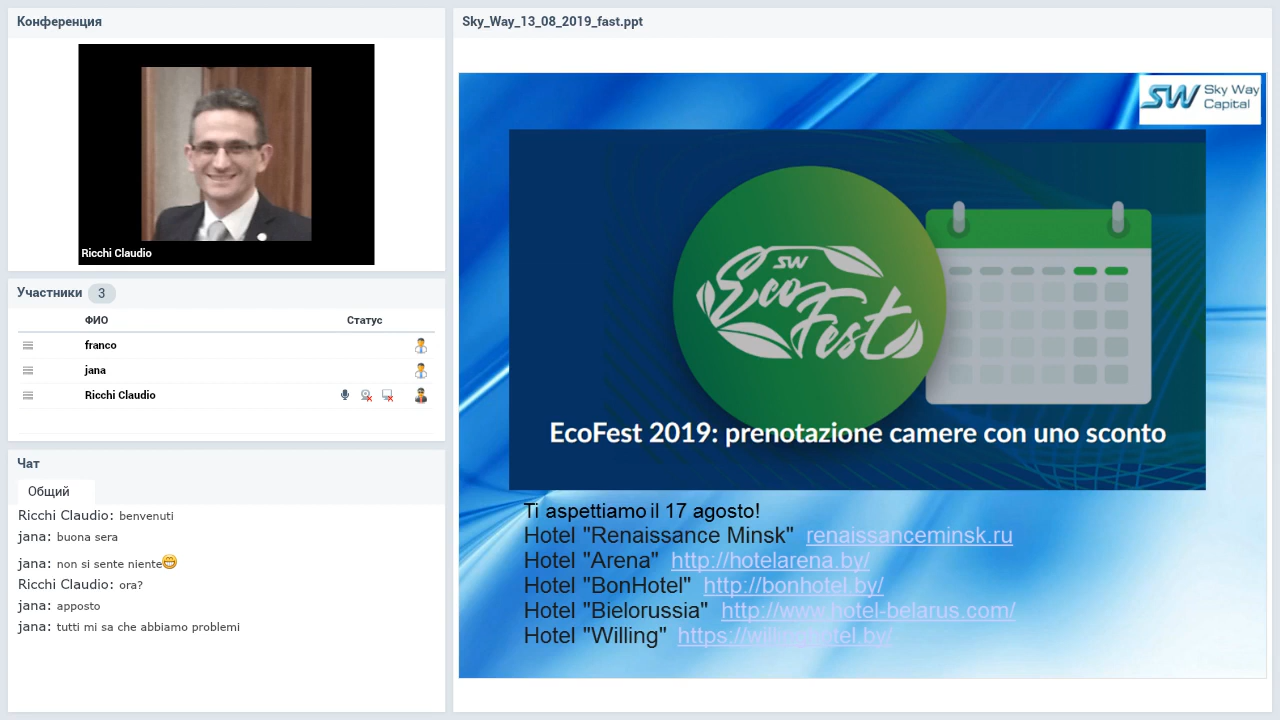 Конференция
Ricchi Claudio
Участники 3
ФИО Статус
franco
jana
Ricchi Claudio
Чат
Общий
Ricchi Claudio: benvenuti
jana: buona sera
jana: non si sente niente
Ricchi Claudio: ora?
jana: apposto
jana: tutti mi sa che abbiamo problemi
Sky_Way_13_08_2019_fast.ppt
SW Sky Way
Capital
SW
Eco
Fest
EcoFest 2019: prenotazione camere con uno sconto
Ti aspettiamo il 17 agosto!
Hotel "Renaissance Minsk" renaissanceminsk.ru
Hotel "Arena" http://hotelarena.by/
Hotel "BonHotel" http://bonhotel.by/
Hotel "Bielorussia" http://www.hotel-belarus.com/
Hotel "Willing" https://willinghotel.by/